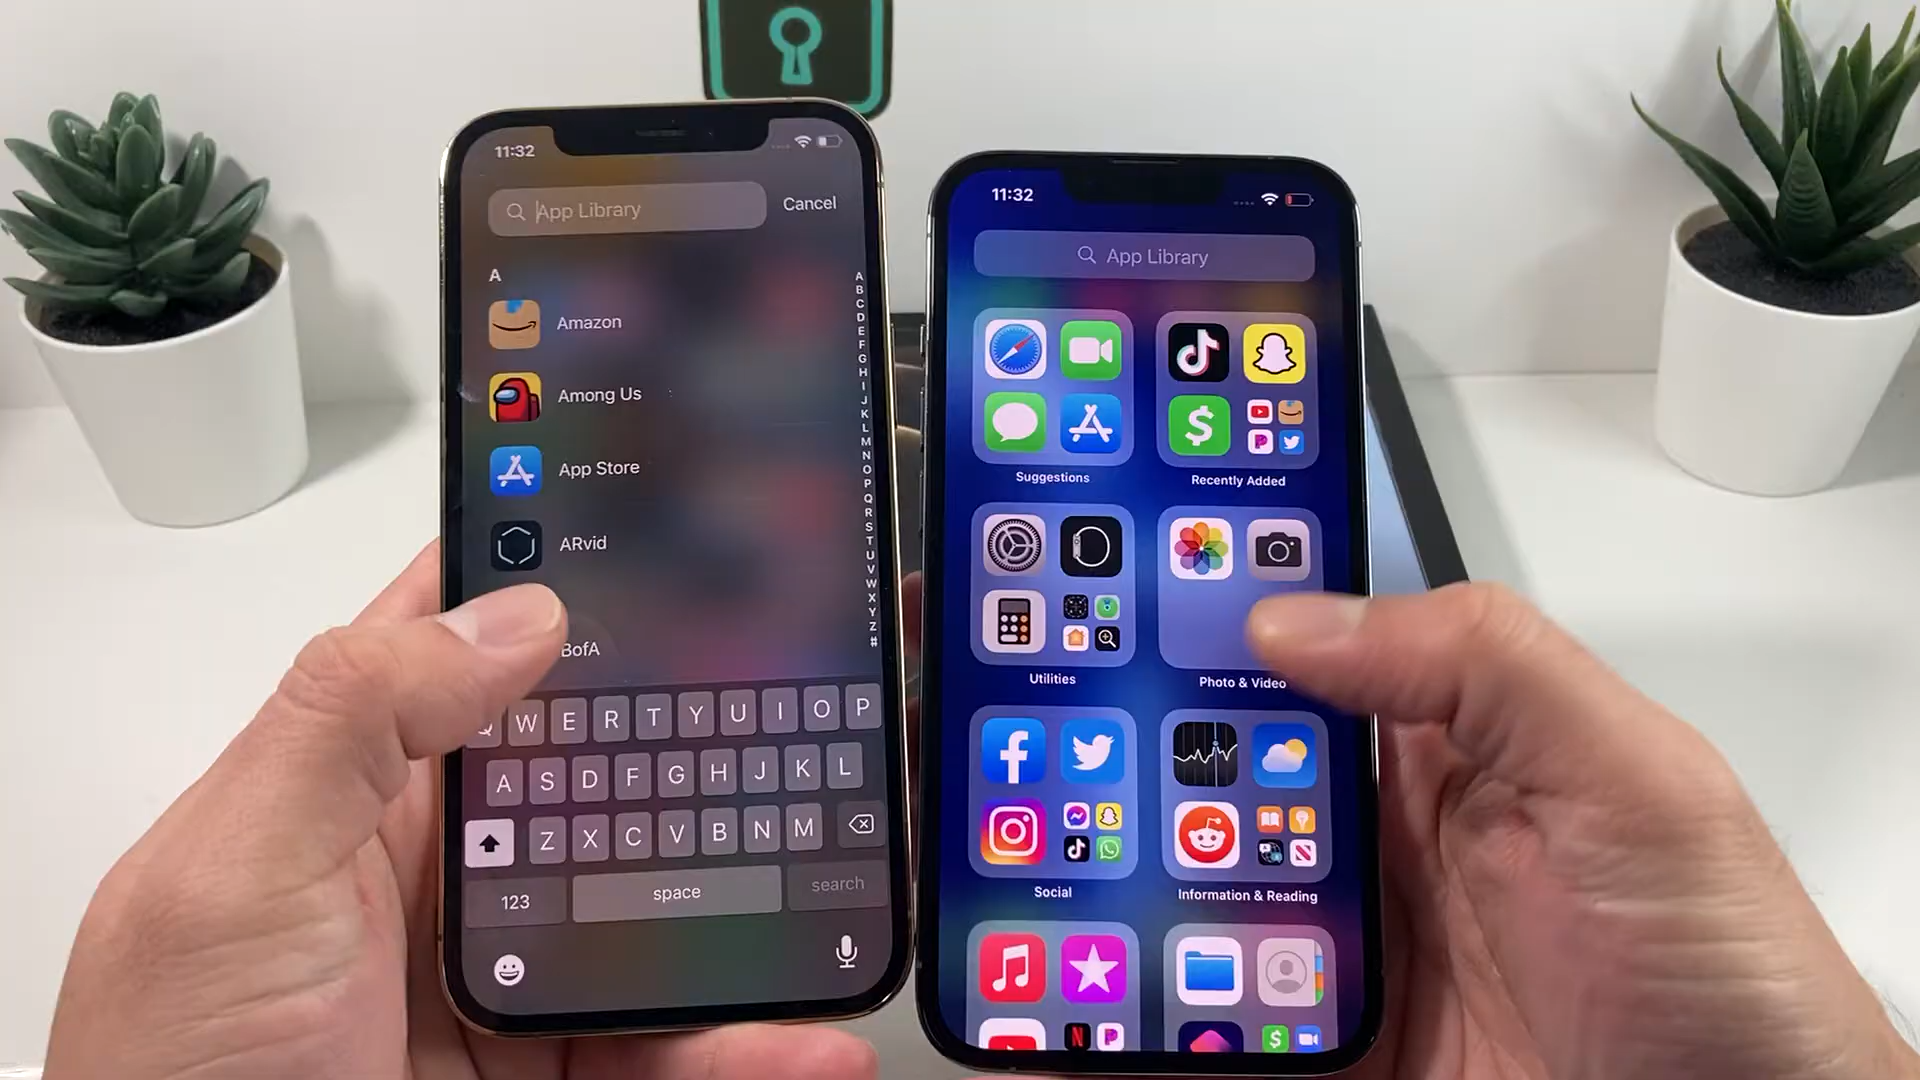 11:32
App Library
Cancel
A
Amazon
Among Us
App Store
ARvid
BofA
A
B
C
D
E
F
G
H
I
J
K
L
M
N
O
P
Q
R
S
T
U
V
W
X
Y
Z
#
Q W E R T Y U I O P
A S D F G H J K L
Z X C V B N M
123
space
search
11:32
App Library
Suggestions
Recently Added
Utilities
Photo & Video
Social
Information & Reading